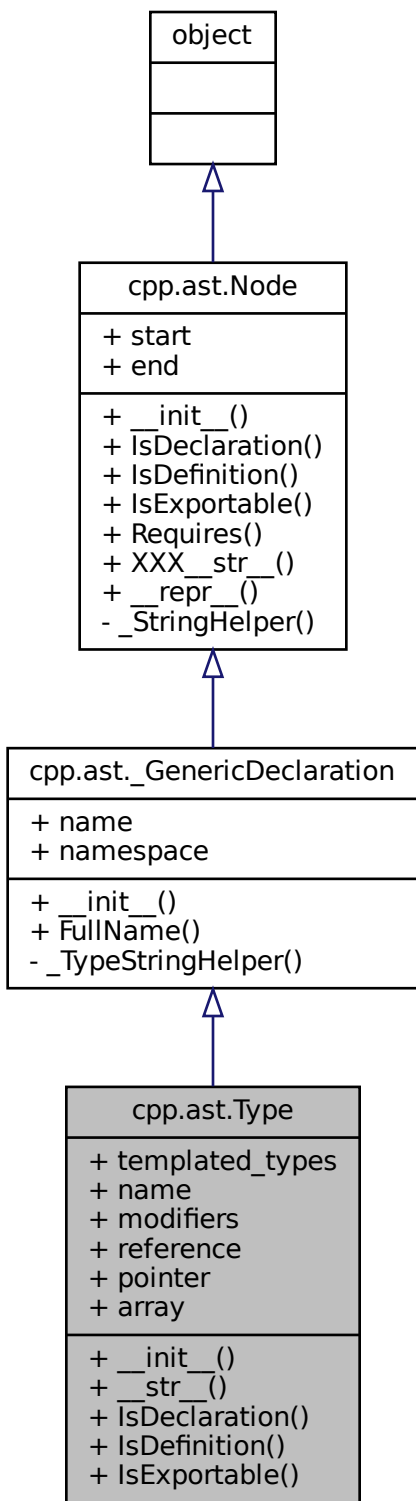 object
cpp.ast.Node
+ start
+ end
+ __init__()
+ IsDeclaration()
+ IsDefinition()
+ IsExportable()
+ Requires()
+ XXX__str__()
+ __repr__()
- _StringHelper()
cpp.ast._GenericDeclaration
+ name
+ namespace
+ __init__()
+ FullName()
- _TypeStringHelper()
cpp.ast.Type
+ templated_types
+ name
+ modifiers
+ reference
+ pointer
+ array
+ __init__()
+ __str__()
+ IsDeclaration()
+ IsDefinition()
+ IsExportable()